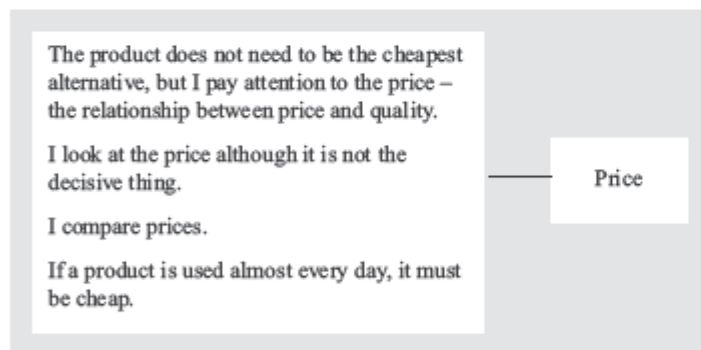 The product does not need to be the cheapest
alternative, but I pay attention to the price –
the relationship between price and quality.
I look at the price although it is not the
decisive thing.
I compare prices.
If a product is used almost every day, it must
be cheap.
Price